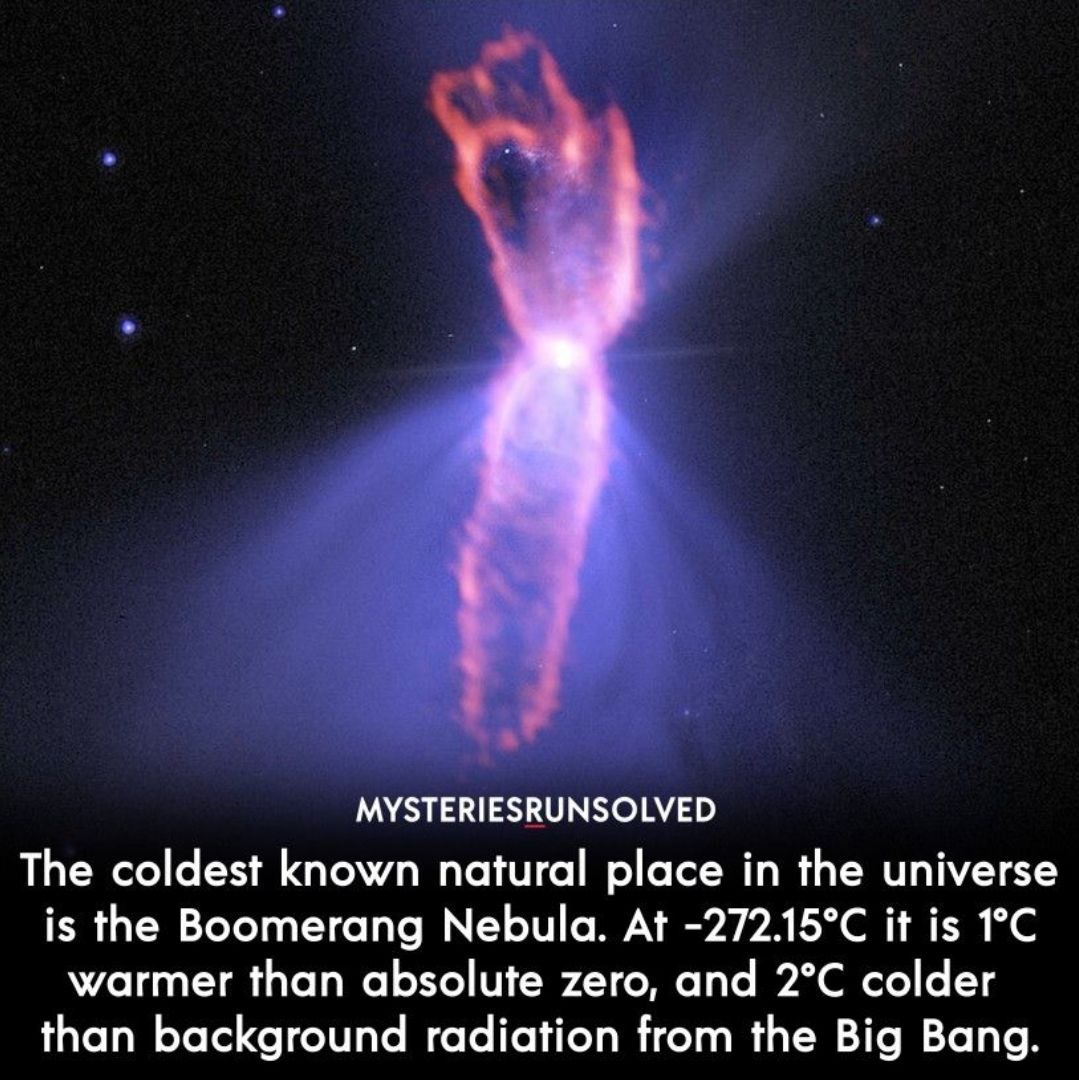 MYSTERIESRUNSOLVED
The coldest known natural place in the universe
is the Boomerang Nebula. At -272.15°C it is 1°C
warmer than absolute zero, and 2°C colder
than background radiation from the Big Bang.